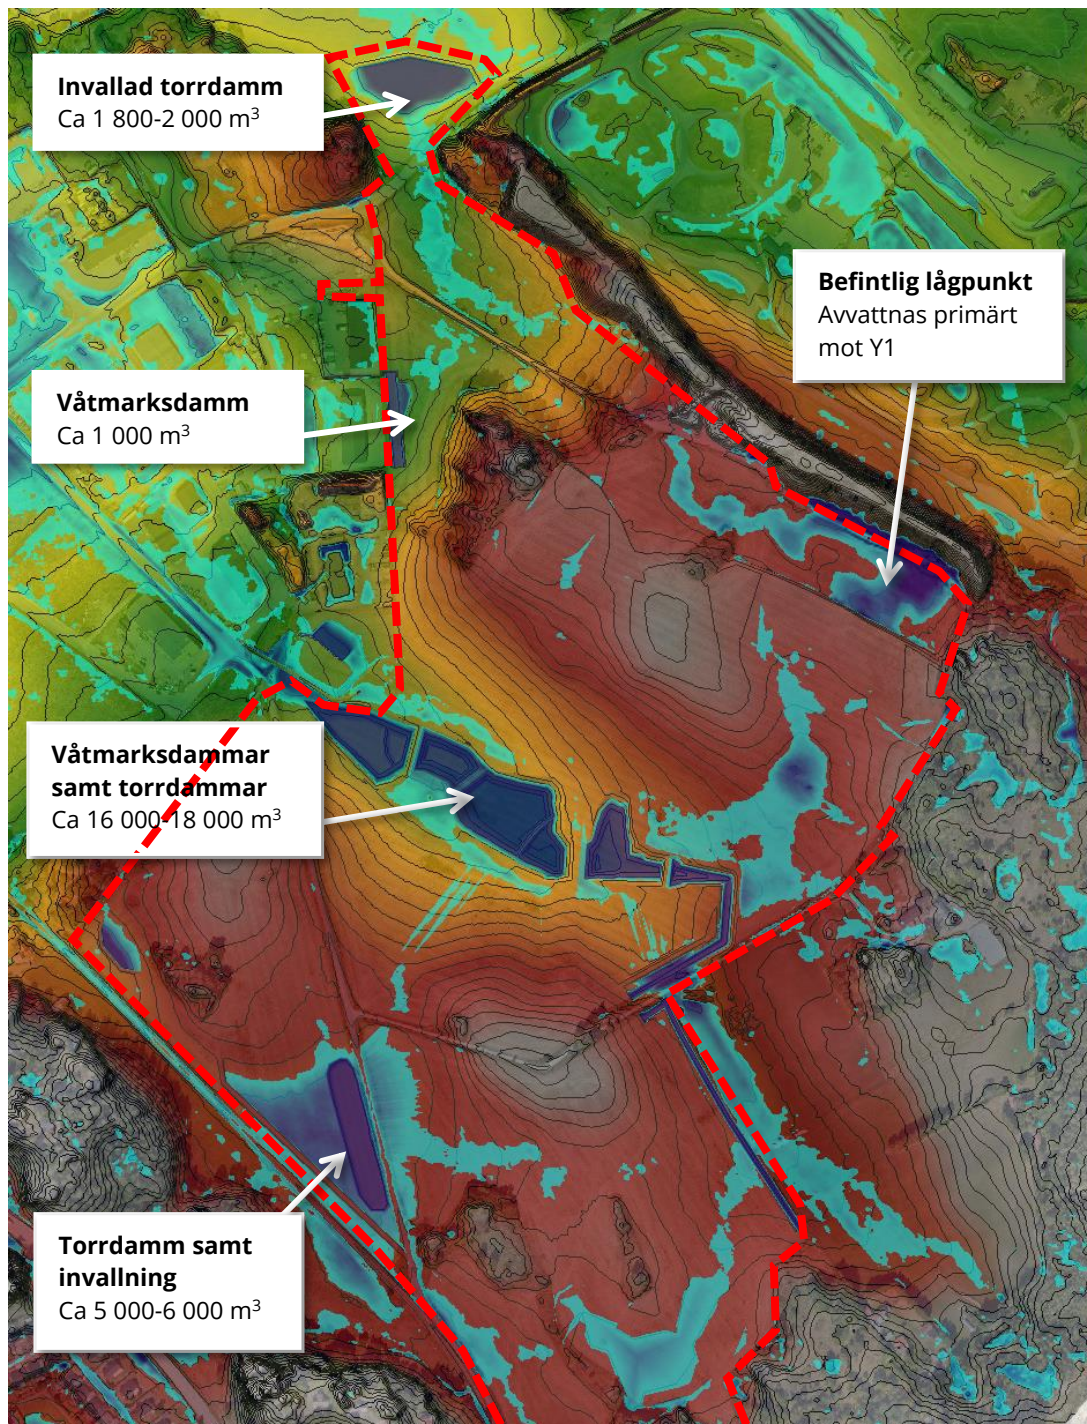 Invallad torrdamm
Ca 1 800-2 000 m³
Befintlig lågpunkt
Avvattnas primärt
mot Y1
Våtmarksdamm
Ca 1 000 m³
Våtmarksdammar
samt torrdammar
Ca 16 000-18 000 m³
Torrdamm samt
invallning
Ca 5 000-6 000 m³